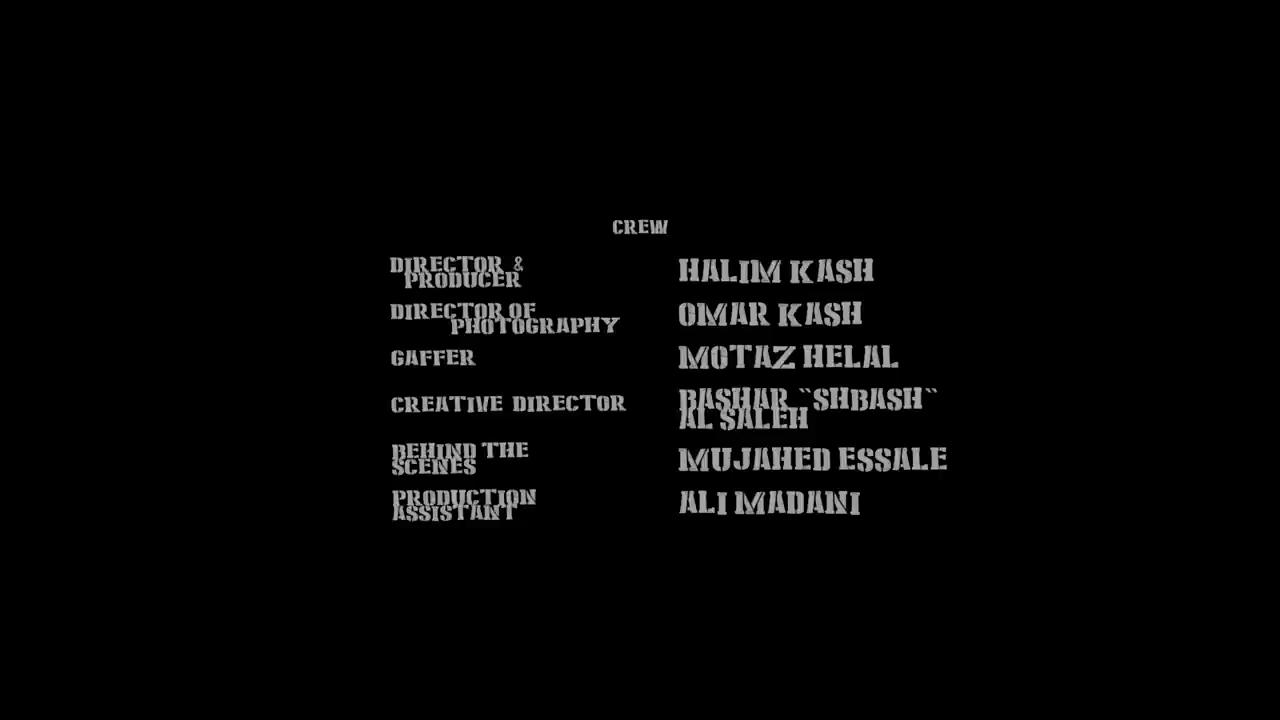 CREW
DIRECTOR &
PRODUCER
HALIM KASH
DIRECTOR OF
PHOTOGRAPHY
OMAR KASH
GAFFER
MOTAZ HELAL
CREATIVE DIRECTOR
BASHAR "SHBASH"
AL SALEH
BEHIND THE
SCENES
MUJAHED ESSALE
PRODUCTION
ASSISTANT
ALI MADANI